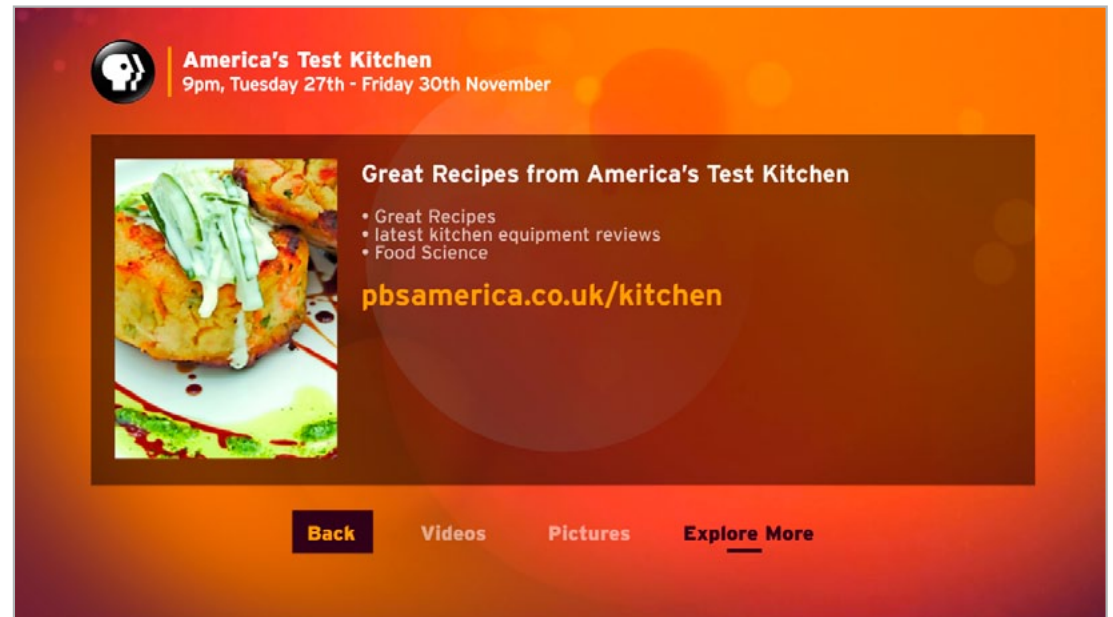 America's Test Kitchen
9pm, Tuesday 27th - Friday 30th November
Great Recipes from America's Test Kitchen
• Great Recipes
• latest kitchen equipment reviews
• Food Science
pbsamerica.co.uk/kitchen
Back Videos Pictures Explore More